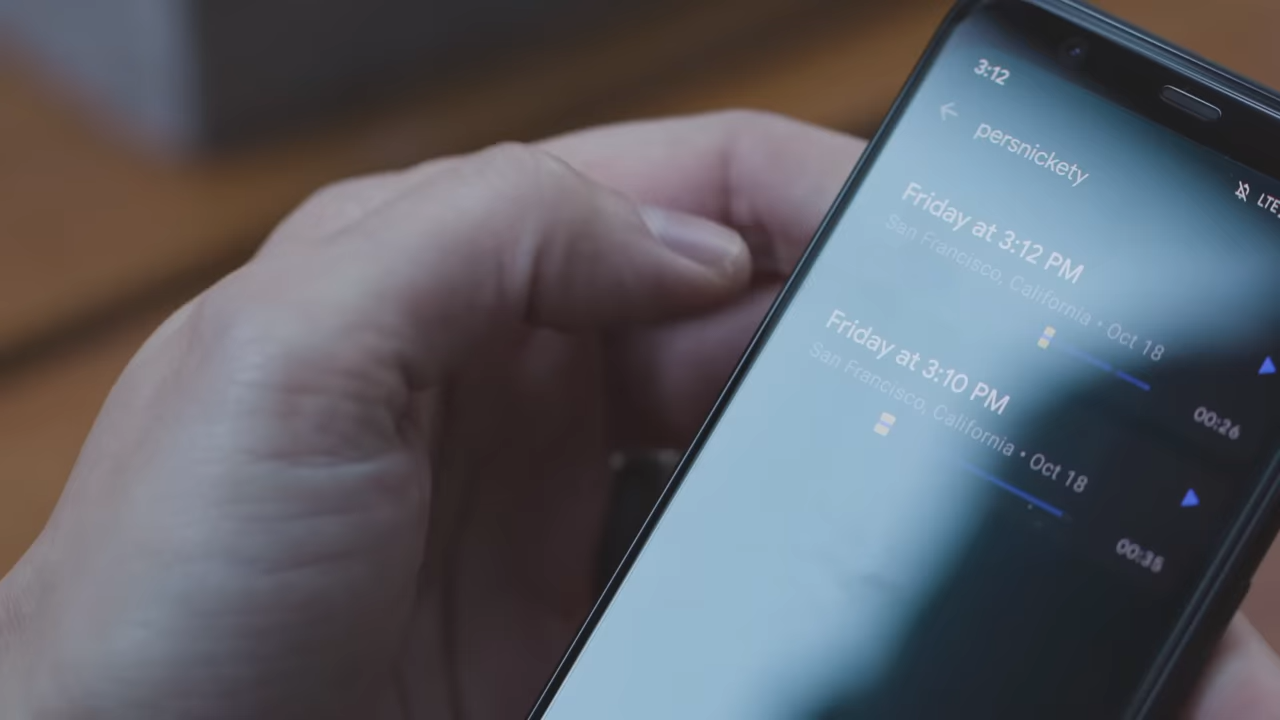 3:12
LTE
persnickety
Friday at 3:12 PM
San Francisco, California • Oct 18
00:26
Friday at 3:10 PM
San Francisco, California • Oct 18
00:35